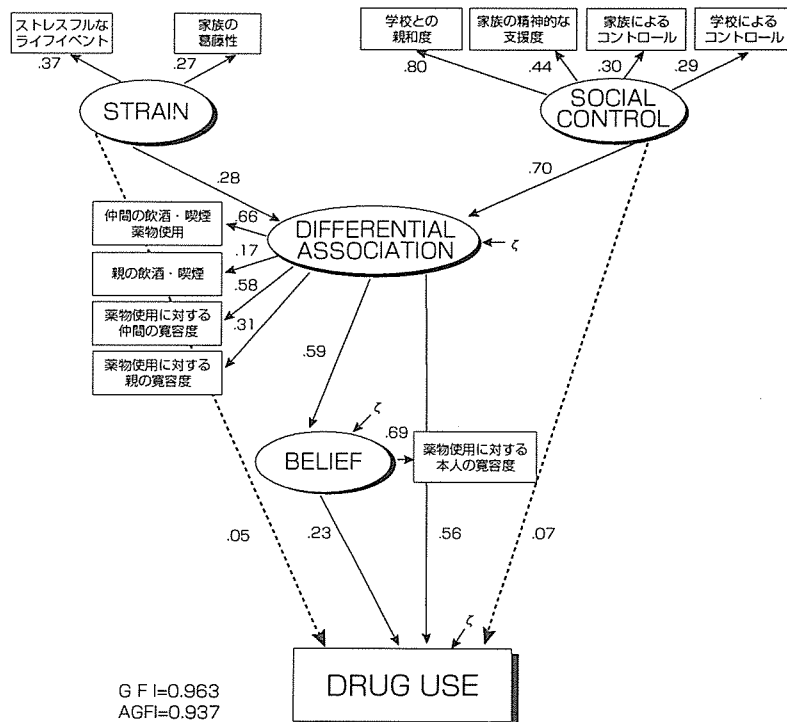 ストレスフルな
ライフイベント
家族の
葛藤性
学校との
親和度
家族の精神的な
支援度
家族による
コントロール
学校による
コントロール
.37
.27
.80
.44
.30
.29
STRAIN
SOCIAL
CONTROL
.28
.70
仲間の飲酒・喫煙
薬物使用
.66
DIFFERENTIAL
ASSOCIATION
ζ
親の飲酒・喫煙
.17
.58
薬物使用に対する
仲間の寛容度
.31
薬物使用に対する
親の寛容度
.59
ζ
BELIEF
.69
薬物使用に対する
本人の寛容度
.05
.23
.56
.07
ζ
DRUG USE
G F I=0.963
AGFI=0.937